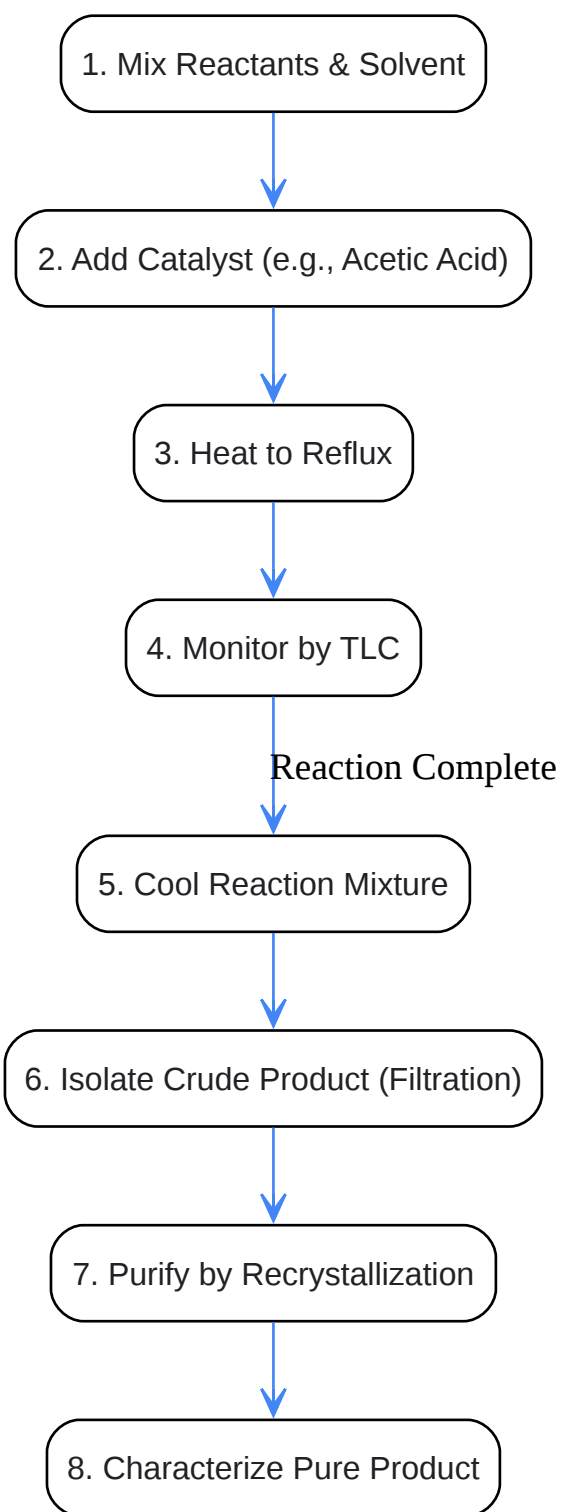 1. Mix Reactants & Solvent
2. Add Catalyst (e.g., Acetic Acid)
3. Heat to Reflux
4. Monitor by TLC
Reaction Complete
5. Cool Reaction Mixture
6. Isolate Crude Product (Filtration)
7. Purify by Recrystallization
8. Characterize Pure Product